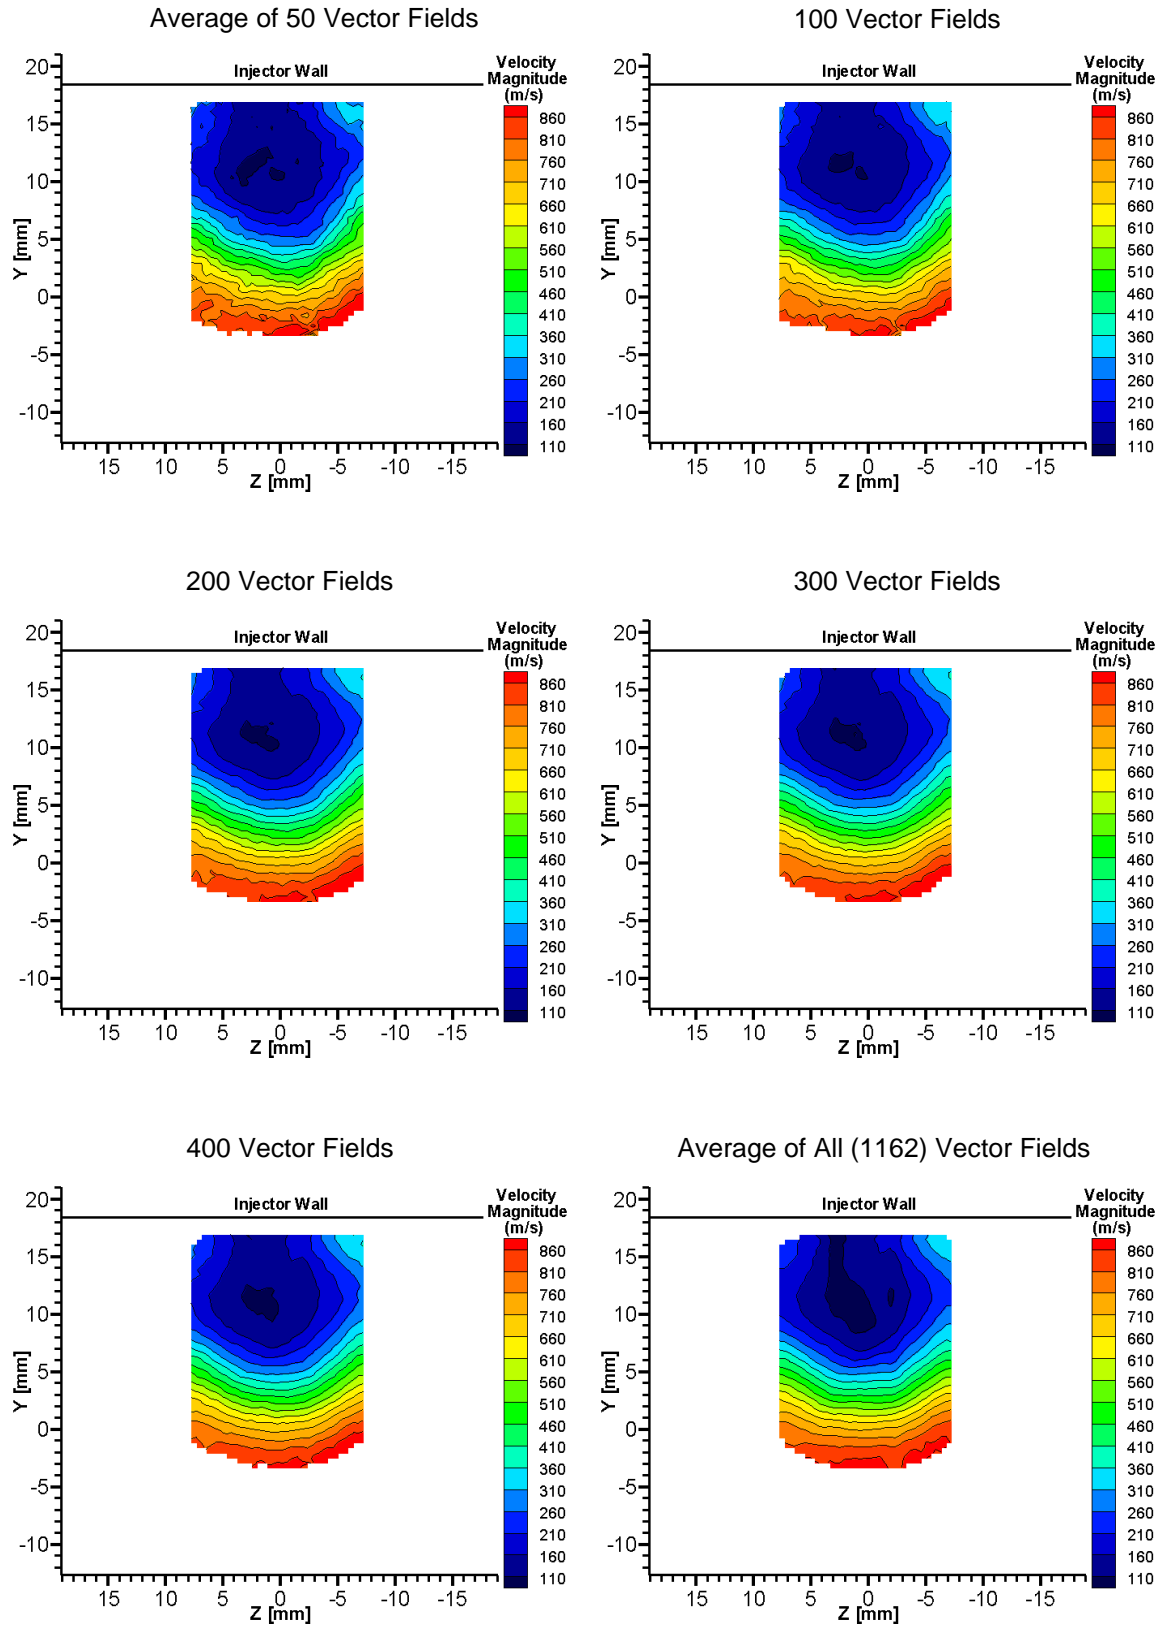 Average of 50 Vector Fields
Injector Wall
Velocity
Magnitude
(m/s)
20
15
10
5
0
-5
-10
Y [mm]
15 10 5 0 -5 -10 -15
Z [mm]
860
810
760
710
660
610
560
510
460
410
360
310
260
210
160
110
100 Vector Fields
Injector Wall
Velocity
Magnitude
(m/s)
20
15
10
5
0
-5
-10
Y [mm]
15 10 5 0 -5 -10 -15
Z [mm]
860
810
760
710
660
610
560
510
460
410
360
310
260
210
160
110
200 Vector Fields
Injector Wall
Velocity
Magnitude
(m/s)
20
15
10
5
0
-5
-10
Y [mm]
15 10 5 0 -5 -10 -15
Z [mm]
860
810
760
710
660
610
560
510
460
410
360
310
260
210
160
110
300 Vector Fields
Injector Wall
Velocity
Magnitude
(m/s)
20
15
10
5
0
-5
-10
Y [mm]
15 10 5 0 -5 -10 -15
Z [mm]
860
810
760
710
660
610
560
510
460
410
360
310
260
210
160
110
400 Vector Fields
Injector Wall
Velocity
Magnitude
(m/s)
20
15
10
5
0
-5
-10
Y [mm]
15 10 5 0 -5 -10 -15
Z [mm]
860
810
760
710
660
610
560
510
460
410
360
310
260
210
160
110
Average of All (1162) Vector Fields
Injector Wall
Velocity
Magnitude
(m/s)
20
15
10
5
0
-5
-10
Y [mm]
15 10 5 0 -5 -10 -15
Z [mm]
860
810
760
710
660
610
560
510
460
410
360
310
260
210
160
110